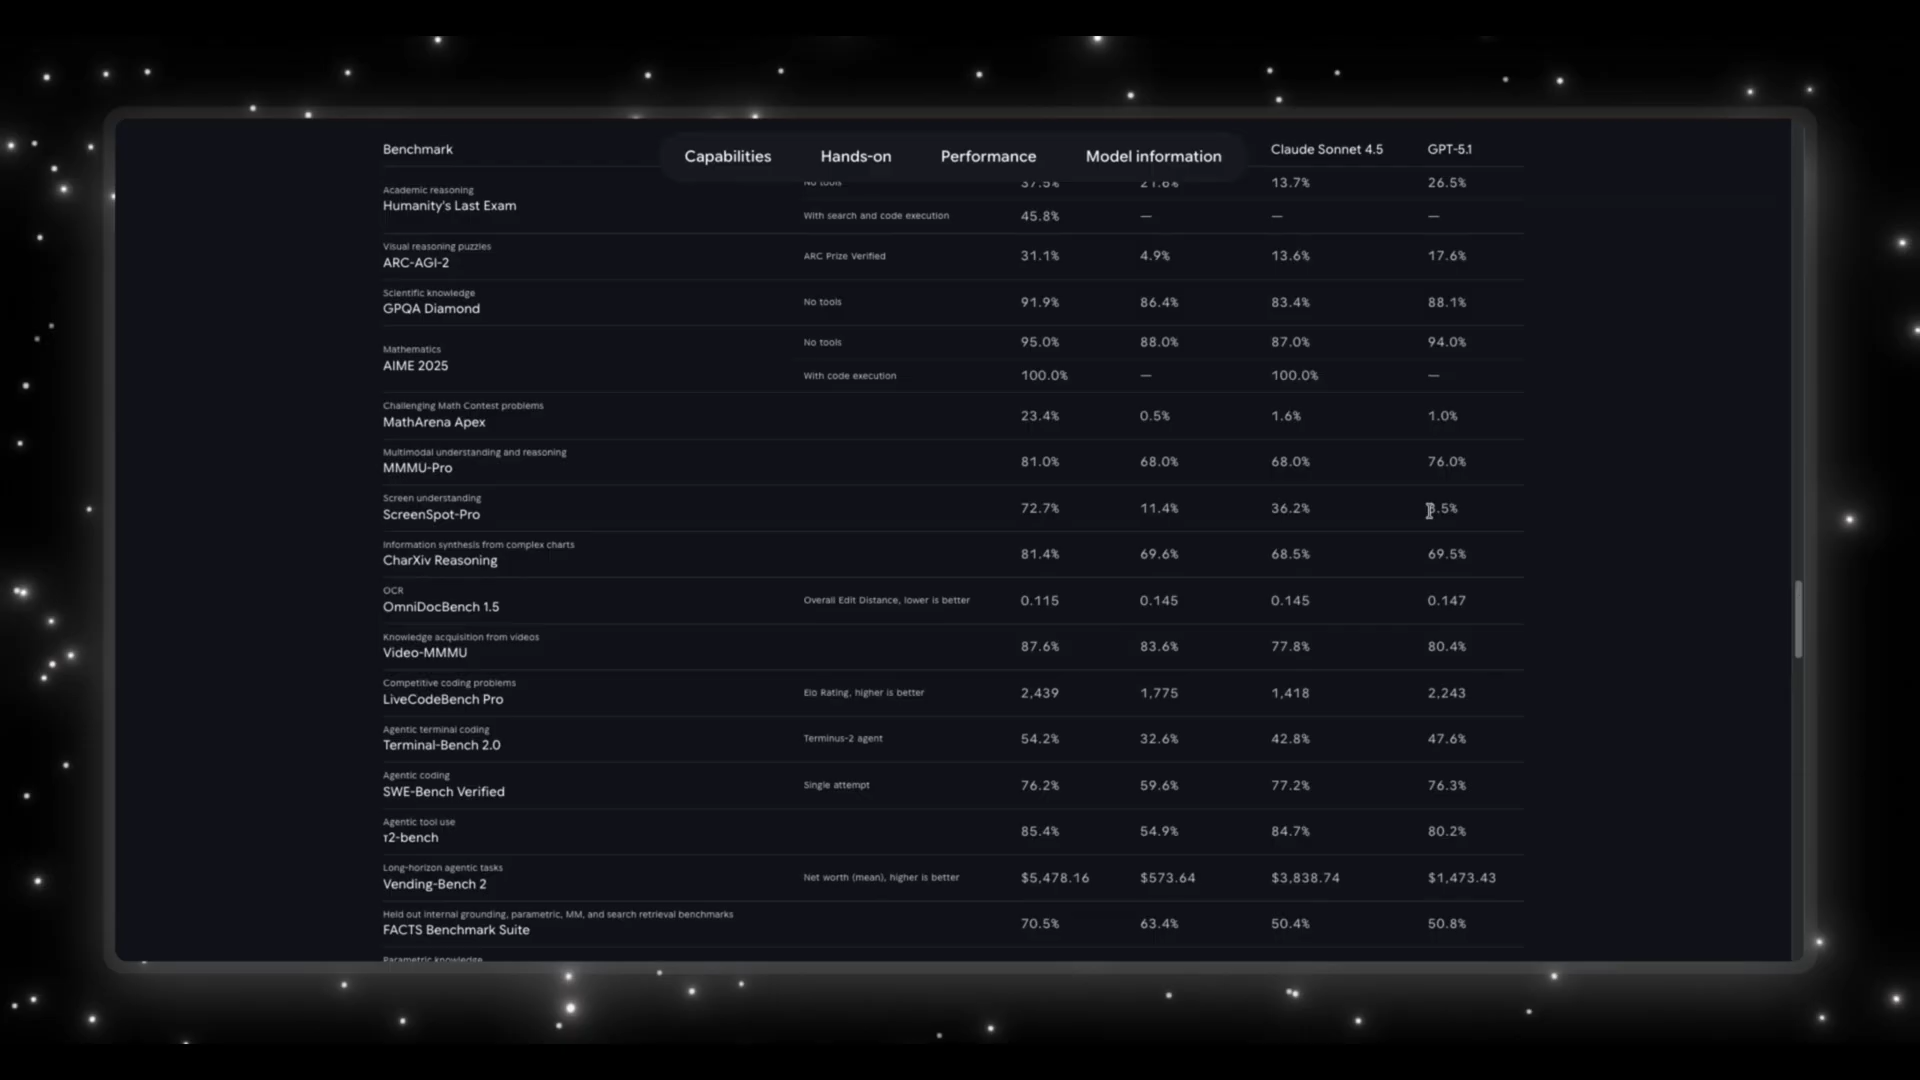 Capabilities Hands-on Performance Model information
Benchmark Claude Sonnet 4.5 GPT-5.1
Academic reasoning
Humanity's Last Exam
No tools 37.5% 21.6% 13.7% 26.5%
With search and code execution 45.8% — — —
Visual reasoning puzzles
ARC-AGI-2
ARC Prize Verified 31.1% 4.9% 13.6% 17.6%
Scientific knowledge
GPQA Diamond
No tools 91.9% 86.4% 83.4% 88.1%
Mathematics
AIME 2025
No tools 95.0% 88.0% 87.0% 94.0%
With code execution 100.0% — 100.0% —
Challenging Math Contest problems
MathArena Apex
23.4% 0.5% 1.6% 1.0%
Multimodal understanding and reasoning
MMMU-Pro
81.0% 68.0% 68.0% 76.0%
Screen understanding
ScreenSpot-Pro
72.7% 11.4% 36.2%
Information synthesis from complex charts
CharXiv Reasoning
81.4% 69.6% 68.5% 69.5%
OCR
OmniDocBench 1.5
Overall Edit Distance, lower is better 0.115 0.145 0.145 0.147
Knowledge acquisition from videos
Video-MMMU
87.6% 83.6% 77.8% 80.4%
Competitive coding problems
LiveCodeBench Pro
Elo Rating, higher is better 2,439 1,775 1,418 2,243
Agentic terminal coding
Terminal-Bench 2.0
Terminus-2 agent 54.2% 32.6% 42.8% 47.6%
Agentic coding
SWE-Bench Verified
Single attempt 76.2% 59.6% 77.2% 76.3%
Agentic tool use
τ2-bench
85.4% 54.9% 84.7% 80.2%
Long-horizon agentic tasks
Vending-Bench 2
Net worth (mean), higher is better $5,478.16 $573.64 $3,838.74 $1,473.43
Held out internal grounding, parametric, MM, and search retrieval benchmarks
FACTS Benchmark Suite
70.5% 63.4% 50.4% 50.8%
Parametric knowledge